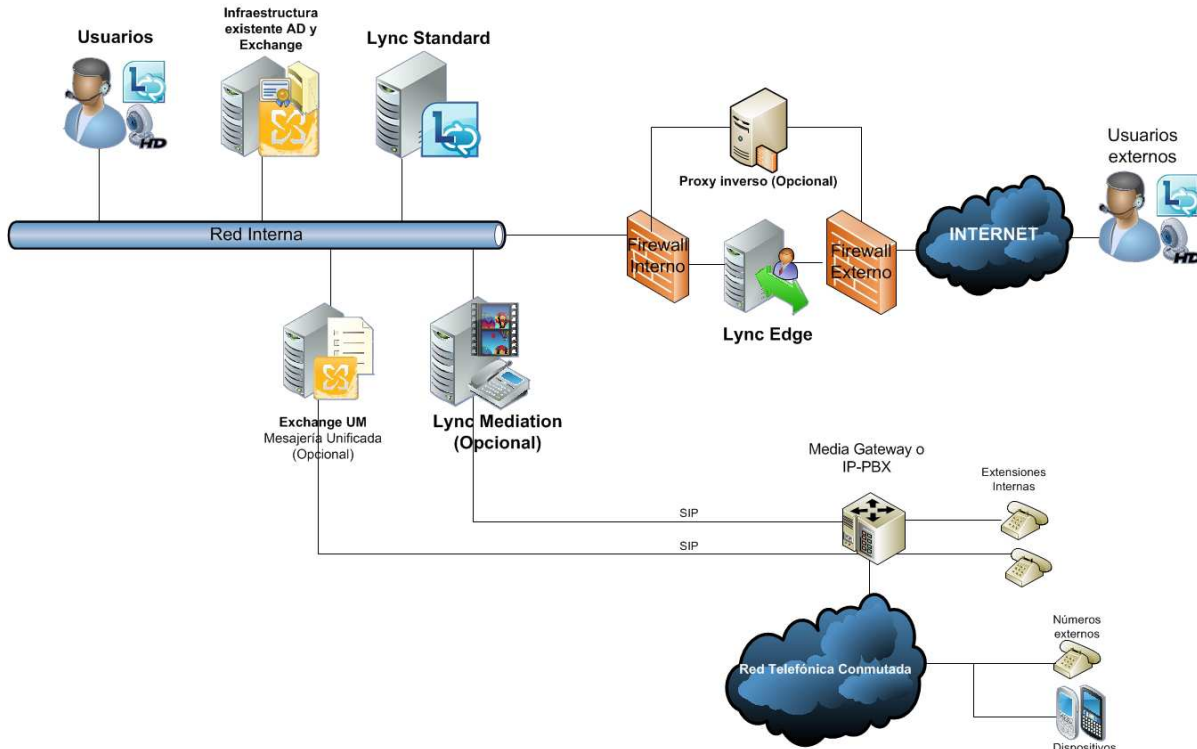 Usuarios
HD
Infraestructura
existente AD y
Exchange
Lync Standard
Proxy inverso (Opcional)
Usuarios
externos
HD
Red Interna
Firewall
Interno
Firewall
Externo
INTERNET
Lync Edge
Exchange UM
Mesajería Unificada
(Opcional)
Lync Mediation
(Opcional)
Media Gateway o
IP-PBX
Extensiones
Internas
SIP
SIP
Números
externos
Red Telefónica Conmutada
Dispositivos